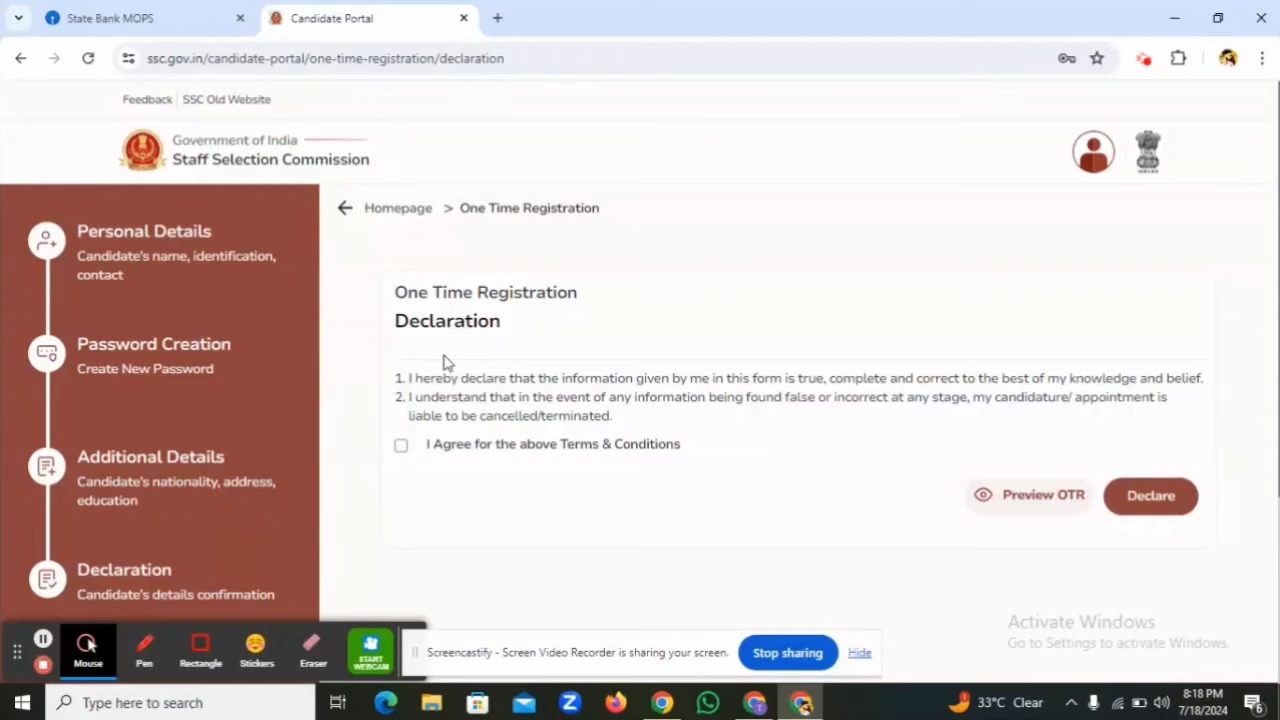 State Bank MOPS
Candidate Portal
ssc.gov.in/candidate-portal/one-time-registration/declaration
Feedback SSC Old Website
Government of India
Staff Selection Commission
Homepage > One Time Registration
Personal Details
Candidate's name, identification,
contact
Password Creation
Create New Password
Additional Details
Candidate's nationality, address,
education
Declaration
Candidate's details confirmation
One Time Registration
Declaration
1. I hereby declare that the information given by me in this form is true, complete and correct to the best of my knowledge and belief.
2. I understand that in the event of any information being found false or incorrect at any stage, my candidature/ appointment is
liable to be cancelled/terminated.
I Agree for the above Terms & Conditions
Preview OTR
Declare
Activate Windows
Go to Settings to activate Windows.
Mouse
Pen
Rectangle
Stickers
Eraser
START
WEBCAM
Screencastify - Screen Video Recorder is sharing your screen.
Stop sharing
Hide
Type here to search
33°C Clear
8:18 PM
7/18/2024
6